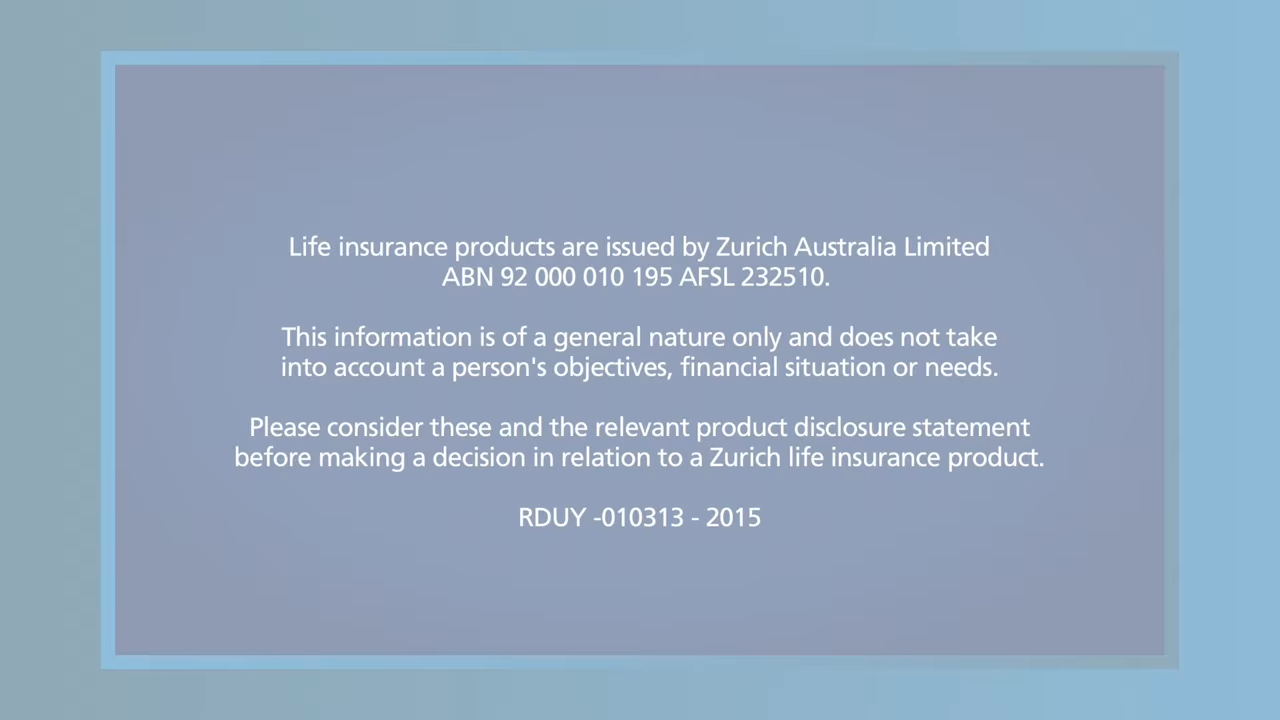 Life insurance products are issued by Zurich Australia Limited
ABN 92 000 010 195 AFSL 232510.
This information is of a general nature only and does not take
into account a person's objectives, financial situation or needs.
Please consider these and the relevant product disclosure statement
before making a decision in relation to a Zurich life insurance product.
RDUY -010313 - 2015